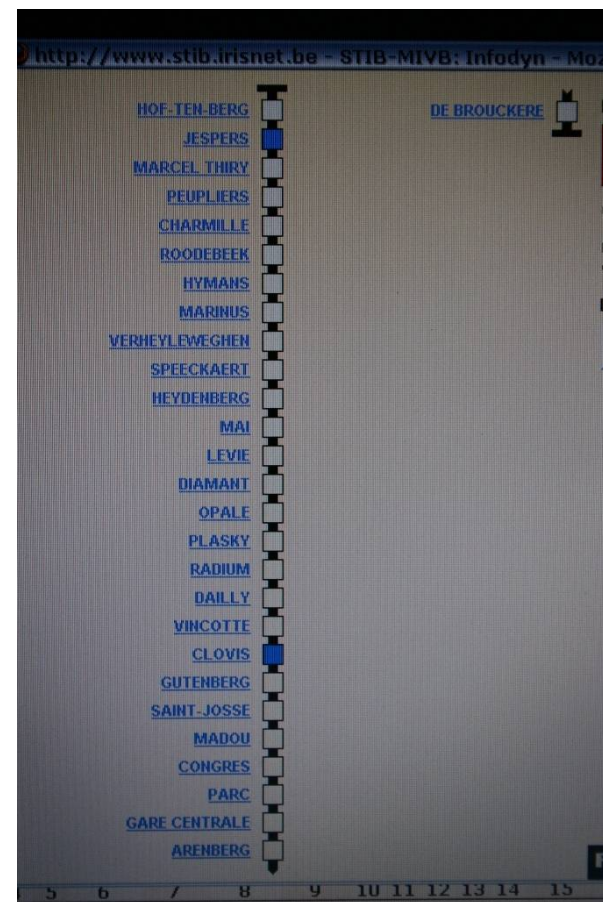 http://www.stib.irisnet.be - STIB-MIVB: Infodyn - Moz
HOF-TEN-BERG
JESPERS
MARCEL THIRY
PEUPLIERS
CHARMILLE
ROODEBEEK
HYMANS
MARINUS
VERHEYLEWEGHEN
SPEECKAERT
HEYDENBERG
MAI
LEVIE
DIAMANT
OPALE
PLASKY
RADIUM
DAILLY
VINCOTTE
CLOVIS
GUTENBERG
SAINT-JOSSE
MADOU
CONGRES
PARC
GARE CENTRALE
ARENBERG
DE BROUCKERE
5 6 7 8 9 10 11 12 13 14 15